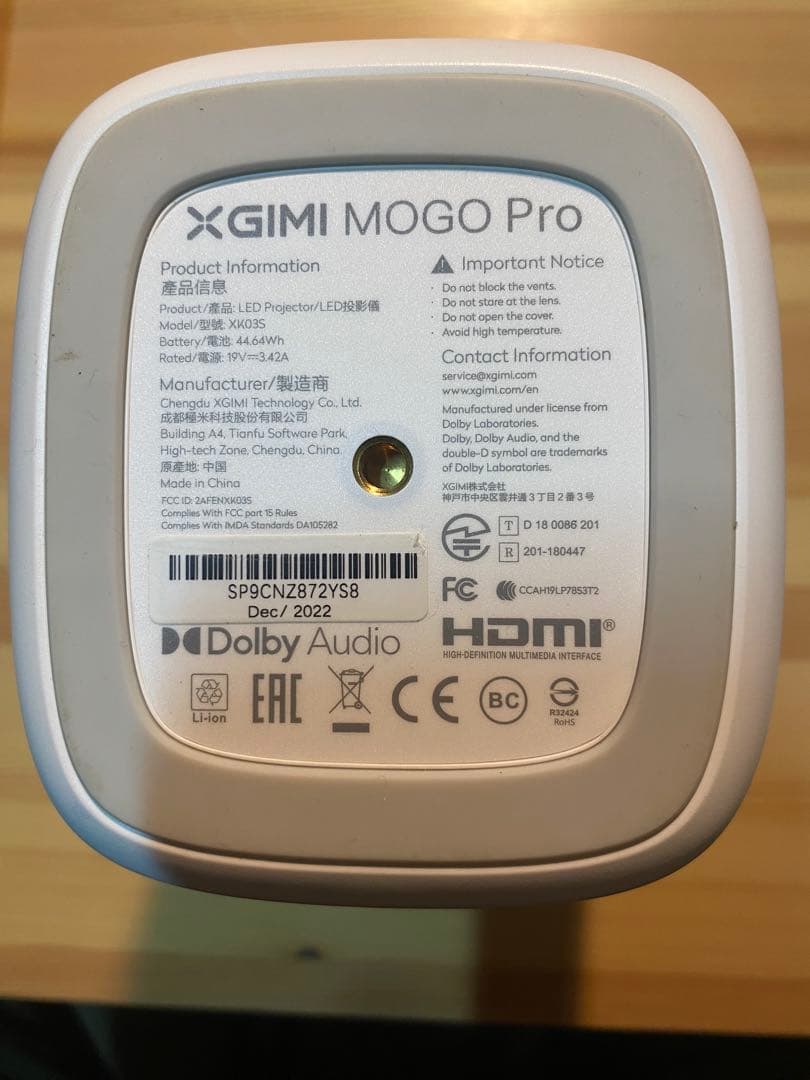 XGIMI MOGO Pro
Product Information
產品信息
Product/產品: LED Projector/LED投影儀
Model/型號: XK03S
Battery/電池: 44.64Wh
Rated/電源: 19V⎓3.42A
Manufacturer/製造商
Chengdu XGIMI Technology Co., Ltd.
成都極米科技股份有限公司
Building A4, Tianfu Software Park,
High-tech Zone, Chengdu, China
原產地: 中国
Made in China
FCC ID: 2AFENXK03S
Complies With FCC part 15 Rules
Complies With IMDA Standards DA105282
SP9CNZ872YS8
Dec/ 2022
Dolby Audio
Important Notice
· Do not block the vents.
· Do not stare at the lens.
· Do not open the cover.
· Avoid high temperature.
Contact Information
service@xgimi.com
www.xgimi.com/en
Manufactured under license from
Dolby Laboratories.
Dolby, Dolby Audio, and the
double-D symbol are trademarks
of Dolby Laboratories.
XGIMI株式会社
神戸市中央区雲井通3丁目2番3号
T D 18 0086 201
R 201-180447
FC CCAH19LP7853T2
HDMI®
HIGH-DEFINITION MULTIMEDIA INTERFACE
Li-ion
EAC
CE
BC
R32424
RoHS